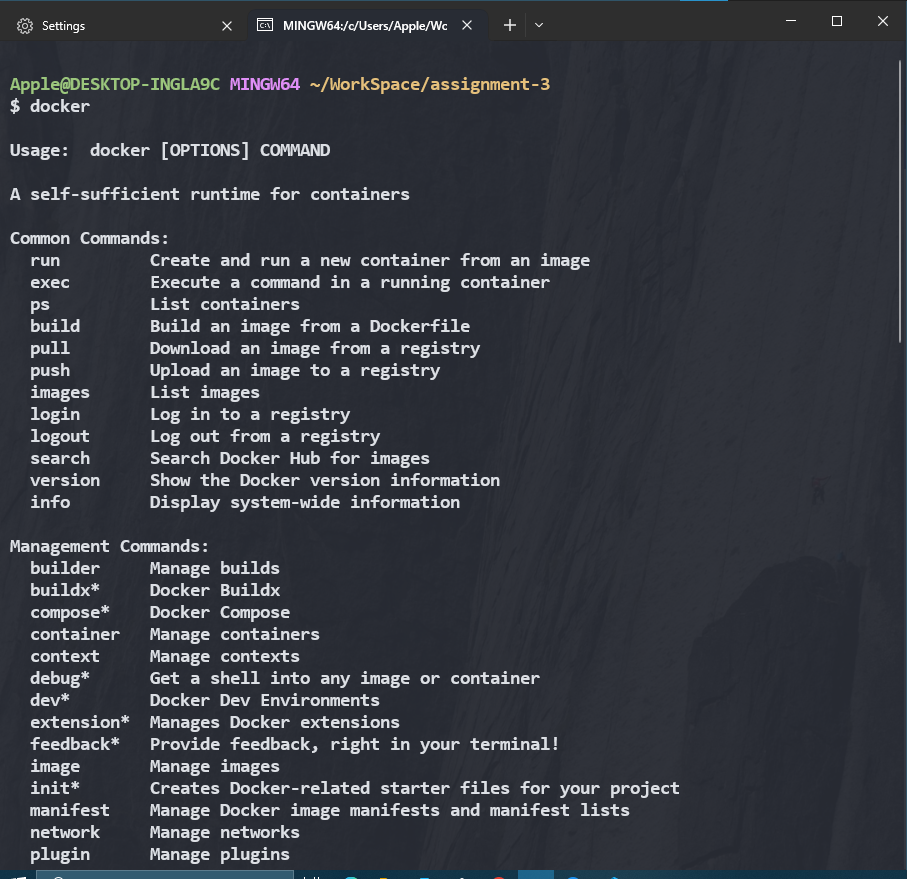 Settings
MINGW64:/c/Users/Apple/Wc
Apple@DESKTOP-INGLA9C MINGW64 ~/WorkSpace/assignment-3
$ docker
Usage:  docker [OPTIONS] COMMAND
A self-sufficient runtime for containers
Common Commands:
  run         Create and run a new container from an image
  exec        Execute a command in a running container
  ps          List containers
  build       Build an image from a Dockerfile
  pull        Download an image from a registry
  push        Upload an image to a registry
  images      List images
  login       Log in to a registry
  logout      Log out from a registry
  search      Search Docker Hub for images
  version     Show the Docker version information
  info        Display system-wide information
Management Commands:
  builder     Manage builds
  buildx*     Docker Buildx
  compose*    Docker Compose
  container   Manage containers
  context     Manage contexts
  debug*      Get a shell into any image or container
  dev*        Docker Dev Environments
  extension*  Manages Docker extensions
  feedback*   Provide feedback, right in your terminal!
  image       Manage images
  init*       Creates Docker-related starter files for your project
  manifest    Manage Docker image manifests and manifest lists
  network     Manage networks
  plugin      Manage plugins